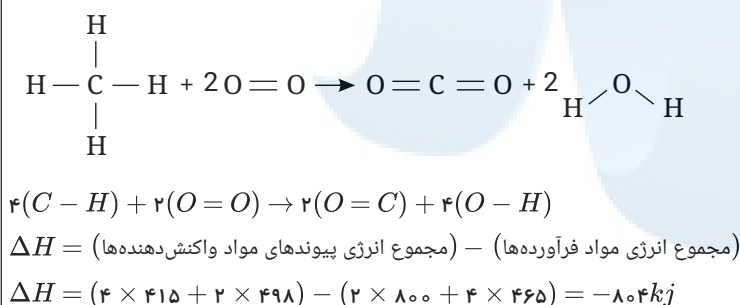 H
|
H — C — H + 2 O = O → O = C = O + 2 H / O \ H
|
H
۴(C − H) + ۲(O = O) → ۲(O = C) + ۴(O − H)
ΔH = (مجموع انرژی پیوندهای مواد واکنش‌دهنده‌ها) − (مجموع انرژی مواد فرآورده‌ها)
ΔH = (۴ × ۴۱۵ + ۲ × ۴۹۸) − (۲ × ۸۰۰ + ۴ × ۴۶۵) = −۸۰۴kj